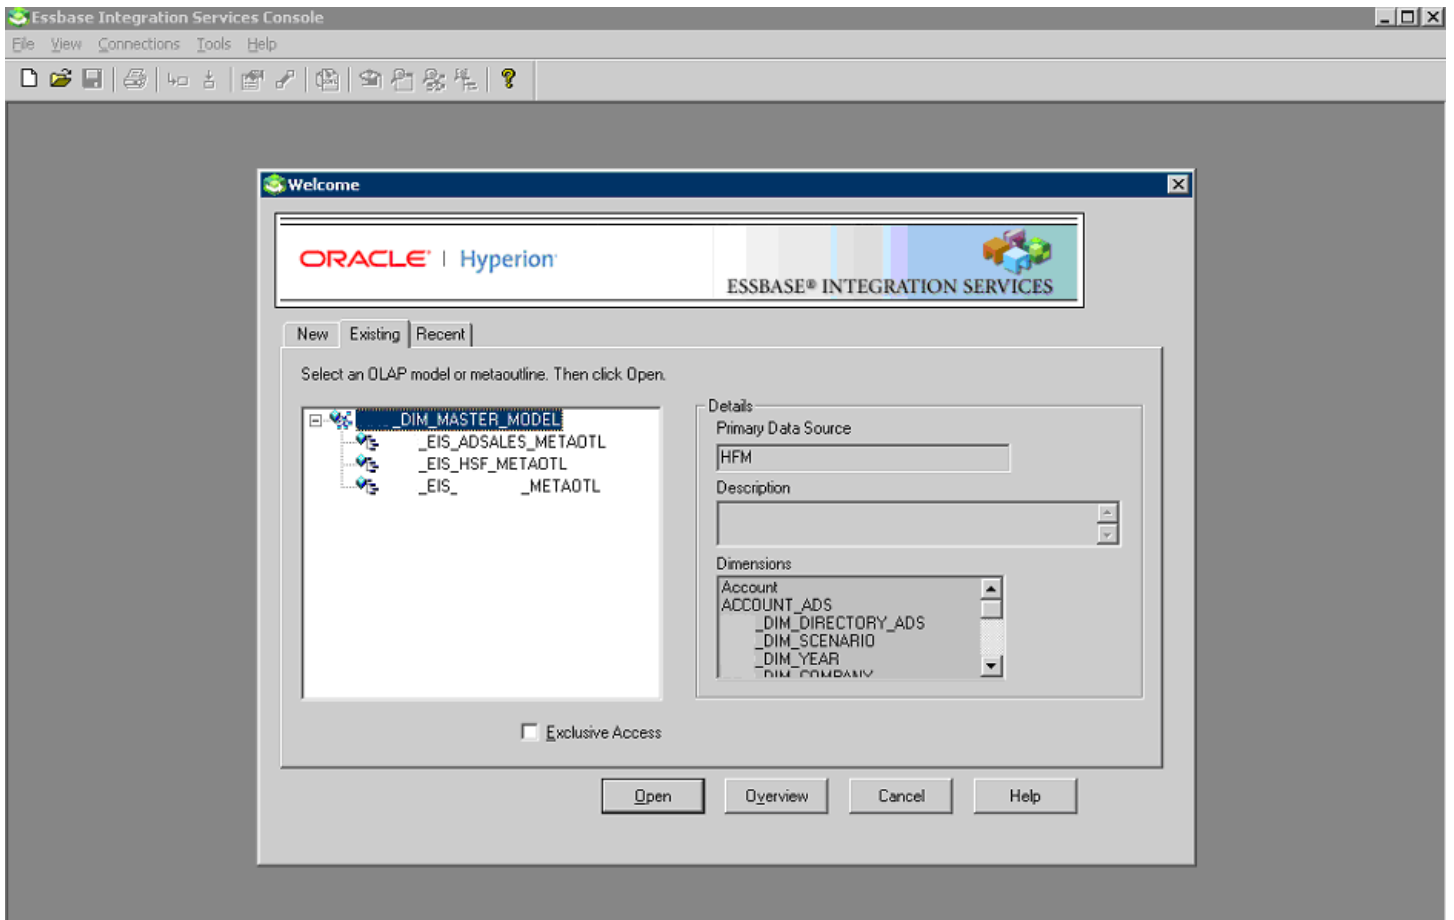 Essbase Integration Services Console
File View Connections Tools Help
Welcome
ORACLE® | Hyperion
ESSBASE® INTEGRATION SERVICES
New Existing Recent
Select an OLAP model or metaoutline. Then click Open.
_DIM_MASTER_MODEL
_EIS_ADSALES_METAOTL
_EIS_HSF_METAOTL
_EIS_ _METAOTL
Details
Primary Data Source
HFM
Description
Dimensions
Account
ACCOUNT_ADS
_DIM_DIRECTORY_ADS
_DIM_SCENARIO
_DIM_YEAR
_DIM_COMPANY
Exclusive Access
Open Overview Cancel Help